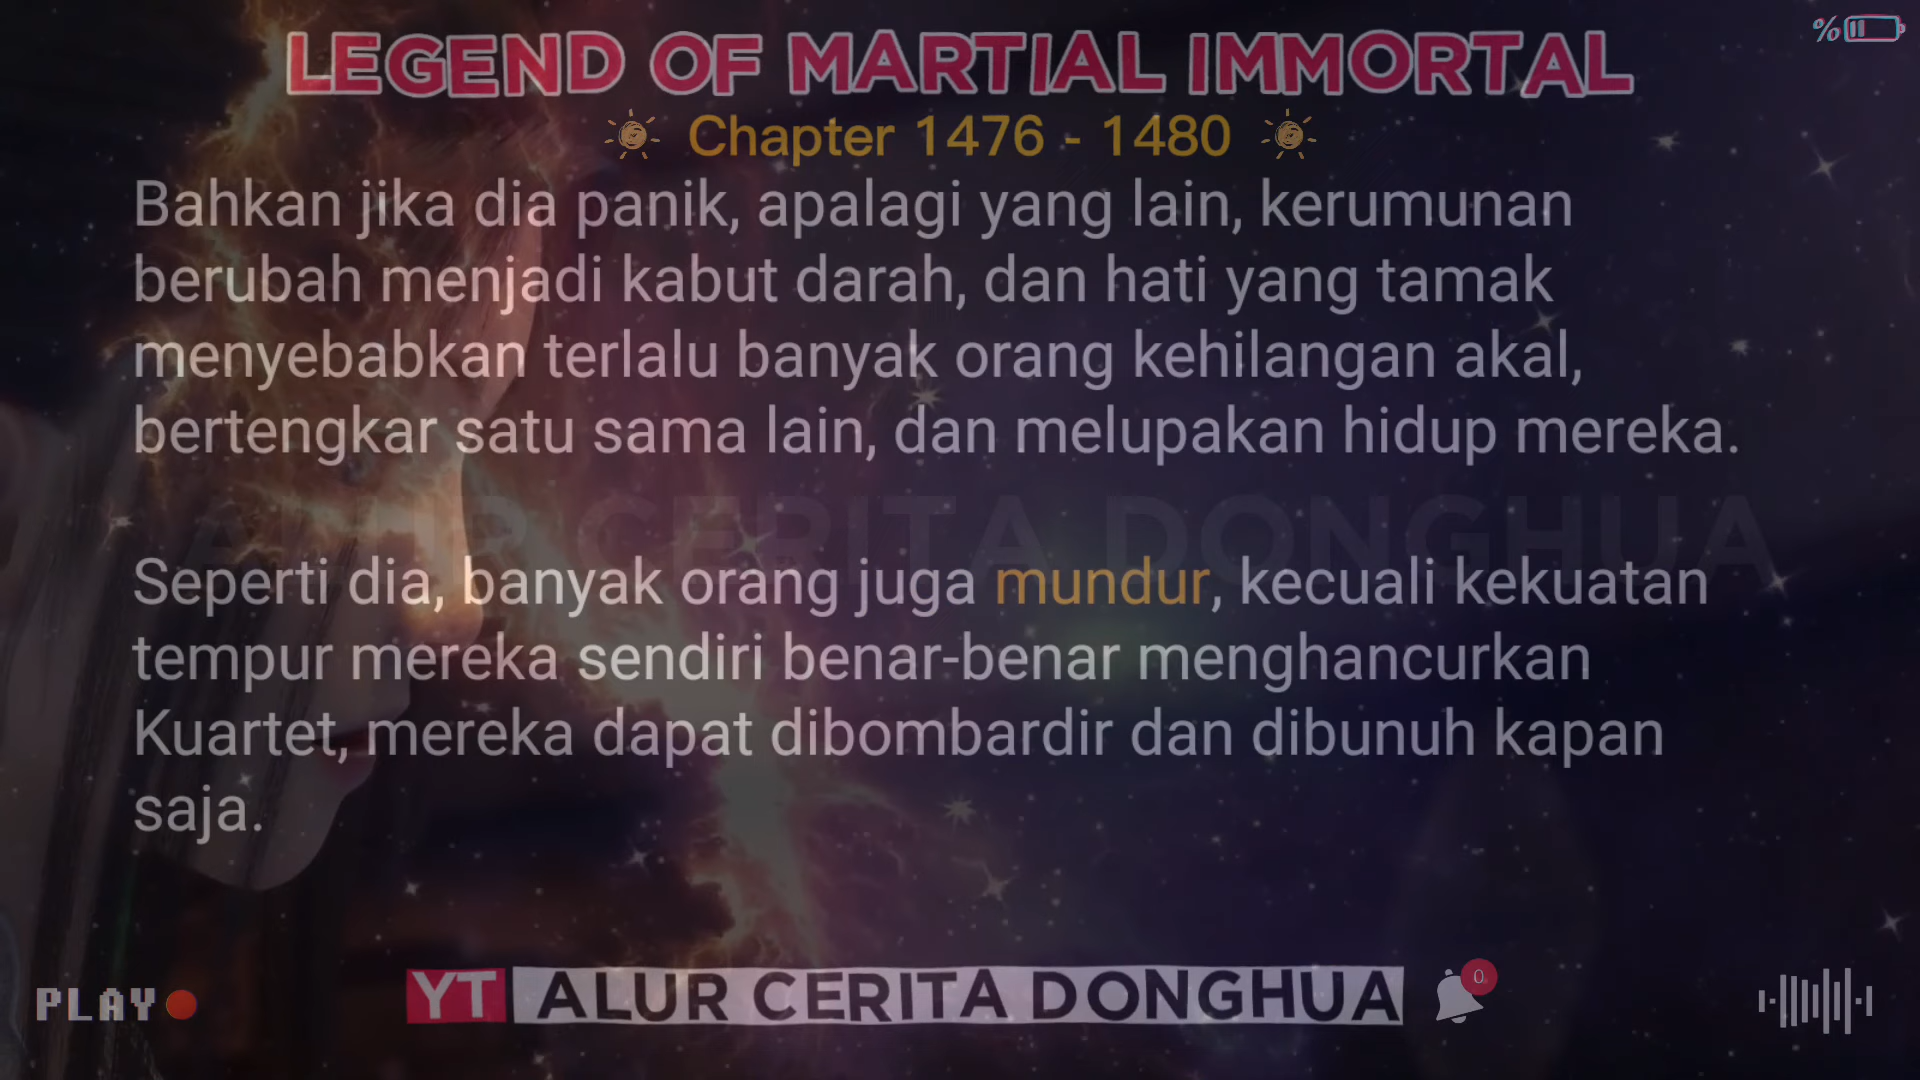 LEGEND OF MARTIAL IMMORTAL
%
Chapter 1476 - 1480
Bahkan jika dia panik, apalagi yang lain, kerumunan
berubah menjadi kabut darah, dan hati yang tamak
menyebabkan terlalu banyak orang kehilangan akal,
bertengkar satu sama lain, dan melupakan hidup mereka.
ALUR CERITA DONGHUA
Seperti dia, banyak orang juga mundur, kecuali kekuatan
tempur mereka sendiri benar-benar menghancurkan
Kuartet, mereka dapat dibombardir dan dibunuh kapan
saja.
PLAY
YT ALUR CERITA DONGHUA
0